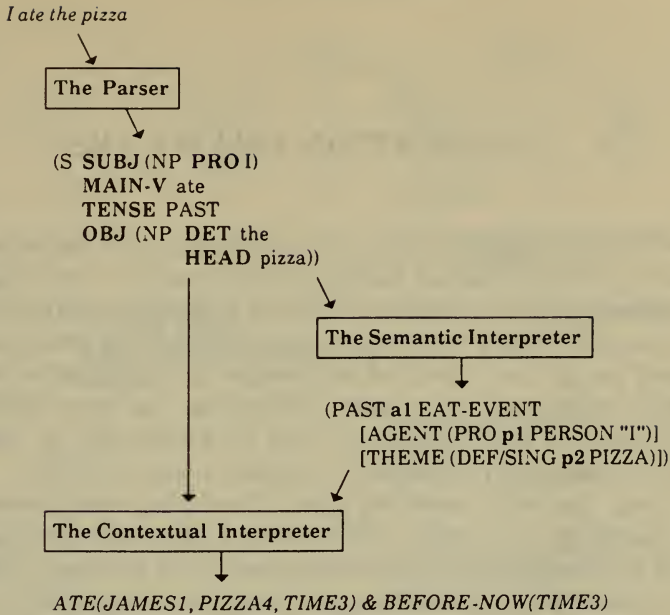 I ate the pizza
The Parser
(S SUBJ (NP PRO I)
MAIN-V ate
TENSE PAST
OBJ (NP DET the
HEAD pizza))
The Semantic Interpreter
(PAST a1 EAT-EVENT
[AGENT (PRO p1 PERSON "I")]
[THEME (DEF/SING p2 PIZZA)])
The Contextual Interpreter
ATE(JAMES1, PIZZA4, TIME3) & BEFORE-NOW(TIME3)